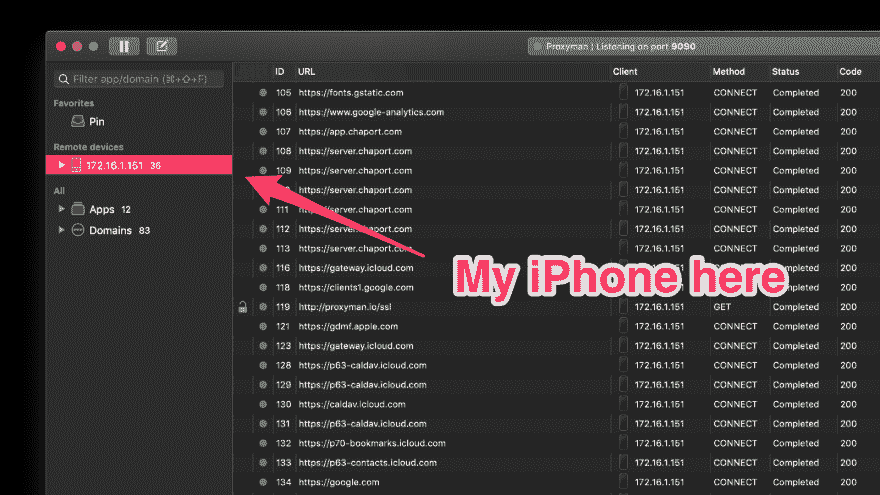 Proxyman | Listening on port 9090
Filter app/domain (⌘+⇧+F)
Favorites
Pin
Remote devices
172.16.1.151 36
All
Apps 12
Domains 83
ID URL Client Method Status Code
105 https://fonts.gstatic.com 172.16.1.151 CONNECT Completed 200
106 https://www.google-analytics.com 172.16.1.151 CONNECT Completed 200
107 https://app.chaport.com 172.16.1.151 CONNECT Completed 200
108 https://server.chaport.com 172.16.1.151 CONNECT Completed 200
109 https://server.chaport.com 172.16.1.151 CONNECT Completed 200
https://server.chaport.com 172.16.1.151 CONNECT Completed 200
111 https://server.chaport.com 172.16.1.151 CONNECT Completed 200
112 https://server.chaport.com 172.16.1.151 CONNECT Completed 200
113 https://server.chaport.com 172.16.1.151 CONNECT Completed 200
116 https://gateway.icloud.com Completed 200
118 https://clients1.google.com Completed 200
My iPhone here
119 http://proxyman.io/ssl 172.16.1.151 GET Completed 200
121 https://gdmf.apple.com 172.16.1.151 CONNECT Completed 200
123 https://gateway.icloud.com 172.16.1.151 CONNECT Completed 200
128 https://p63-caldav.icloud.com 172.16.1.151 CONNECT Completed 200
129 https://p63-caldav.icloud.com 172.16.1.151 CONNECT Completed 200
130 https://caldav.icloud.com 172.16.1.151 CONNECT Completed 200
131 https://p63-caldav.icloud.com 172.16.1.151 CONNECT Completed 200
132 https://p70-bookmarks.icloud.com 172.16.1.151 CONNECT Completed 200
133 https://p63-contacts.icloud.com 172.16.1.151 CONNECT Completed 200
134 https://google.com 172.16.1.151 CONNECT Completed 200